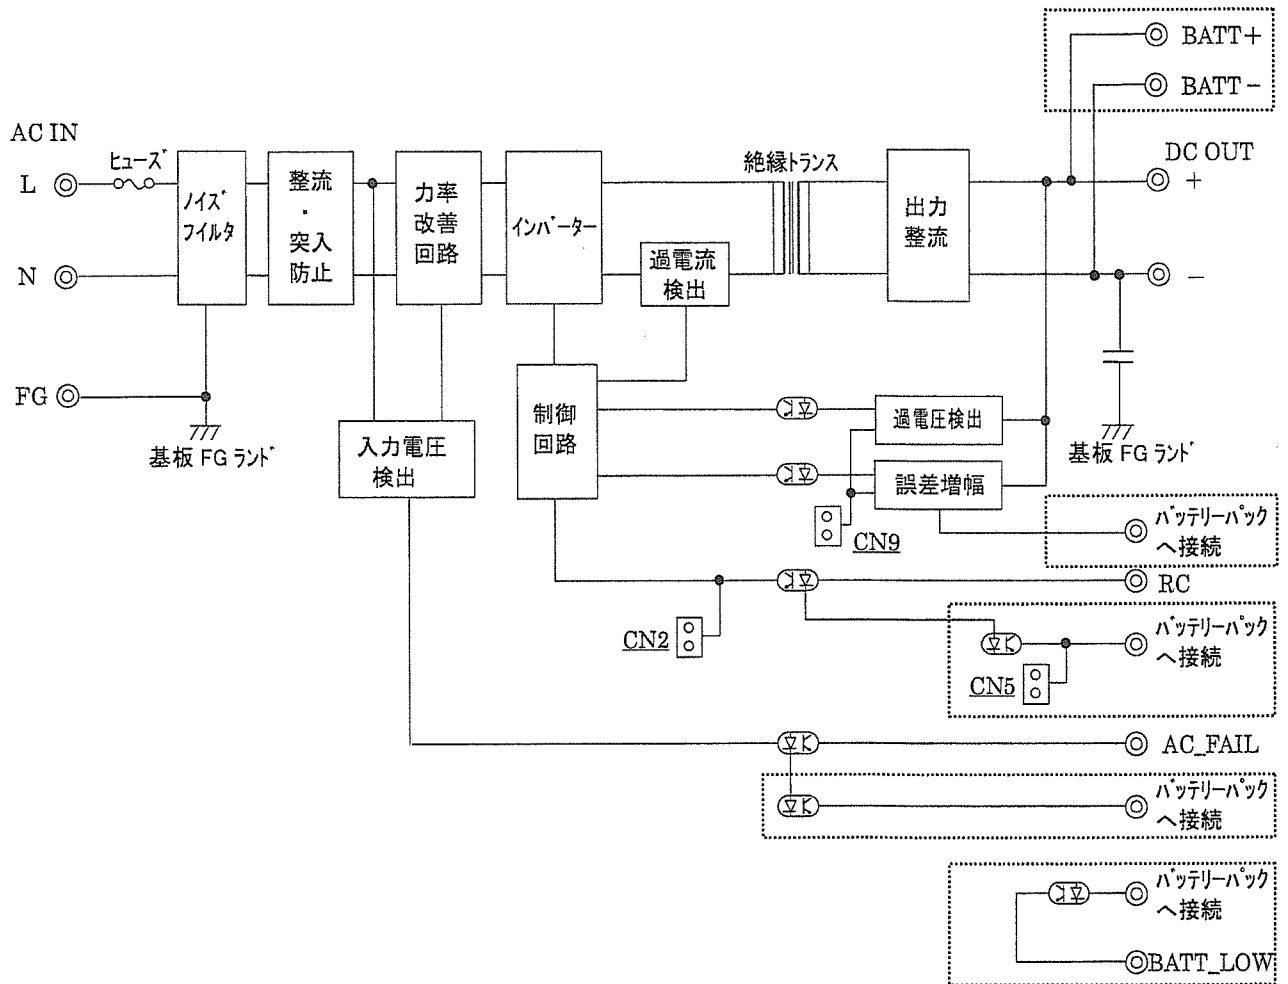 BATT+
BATT−
AC IN
DC OUT
L
ヒューズ
ノイズ
フィルタ
整流
・
突入
防止
力率
改善
回路
インバーター
過電流
検出
絶縁トランス
出力
整流
+
N
−
FG
基板 FG ランド
入力電圧
検出
制御
回路
過電圧検出
誤差増幅
CN9
基板 FG ランド
バッテリーパック
へ接続
RC
CN2
バッテリーパック
へ接続
CN5
AC_FAIL
バッテリーパック
へ接続
バッテリーパック
へ接続
BATT_LOW